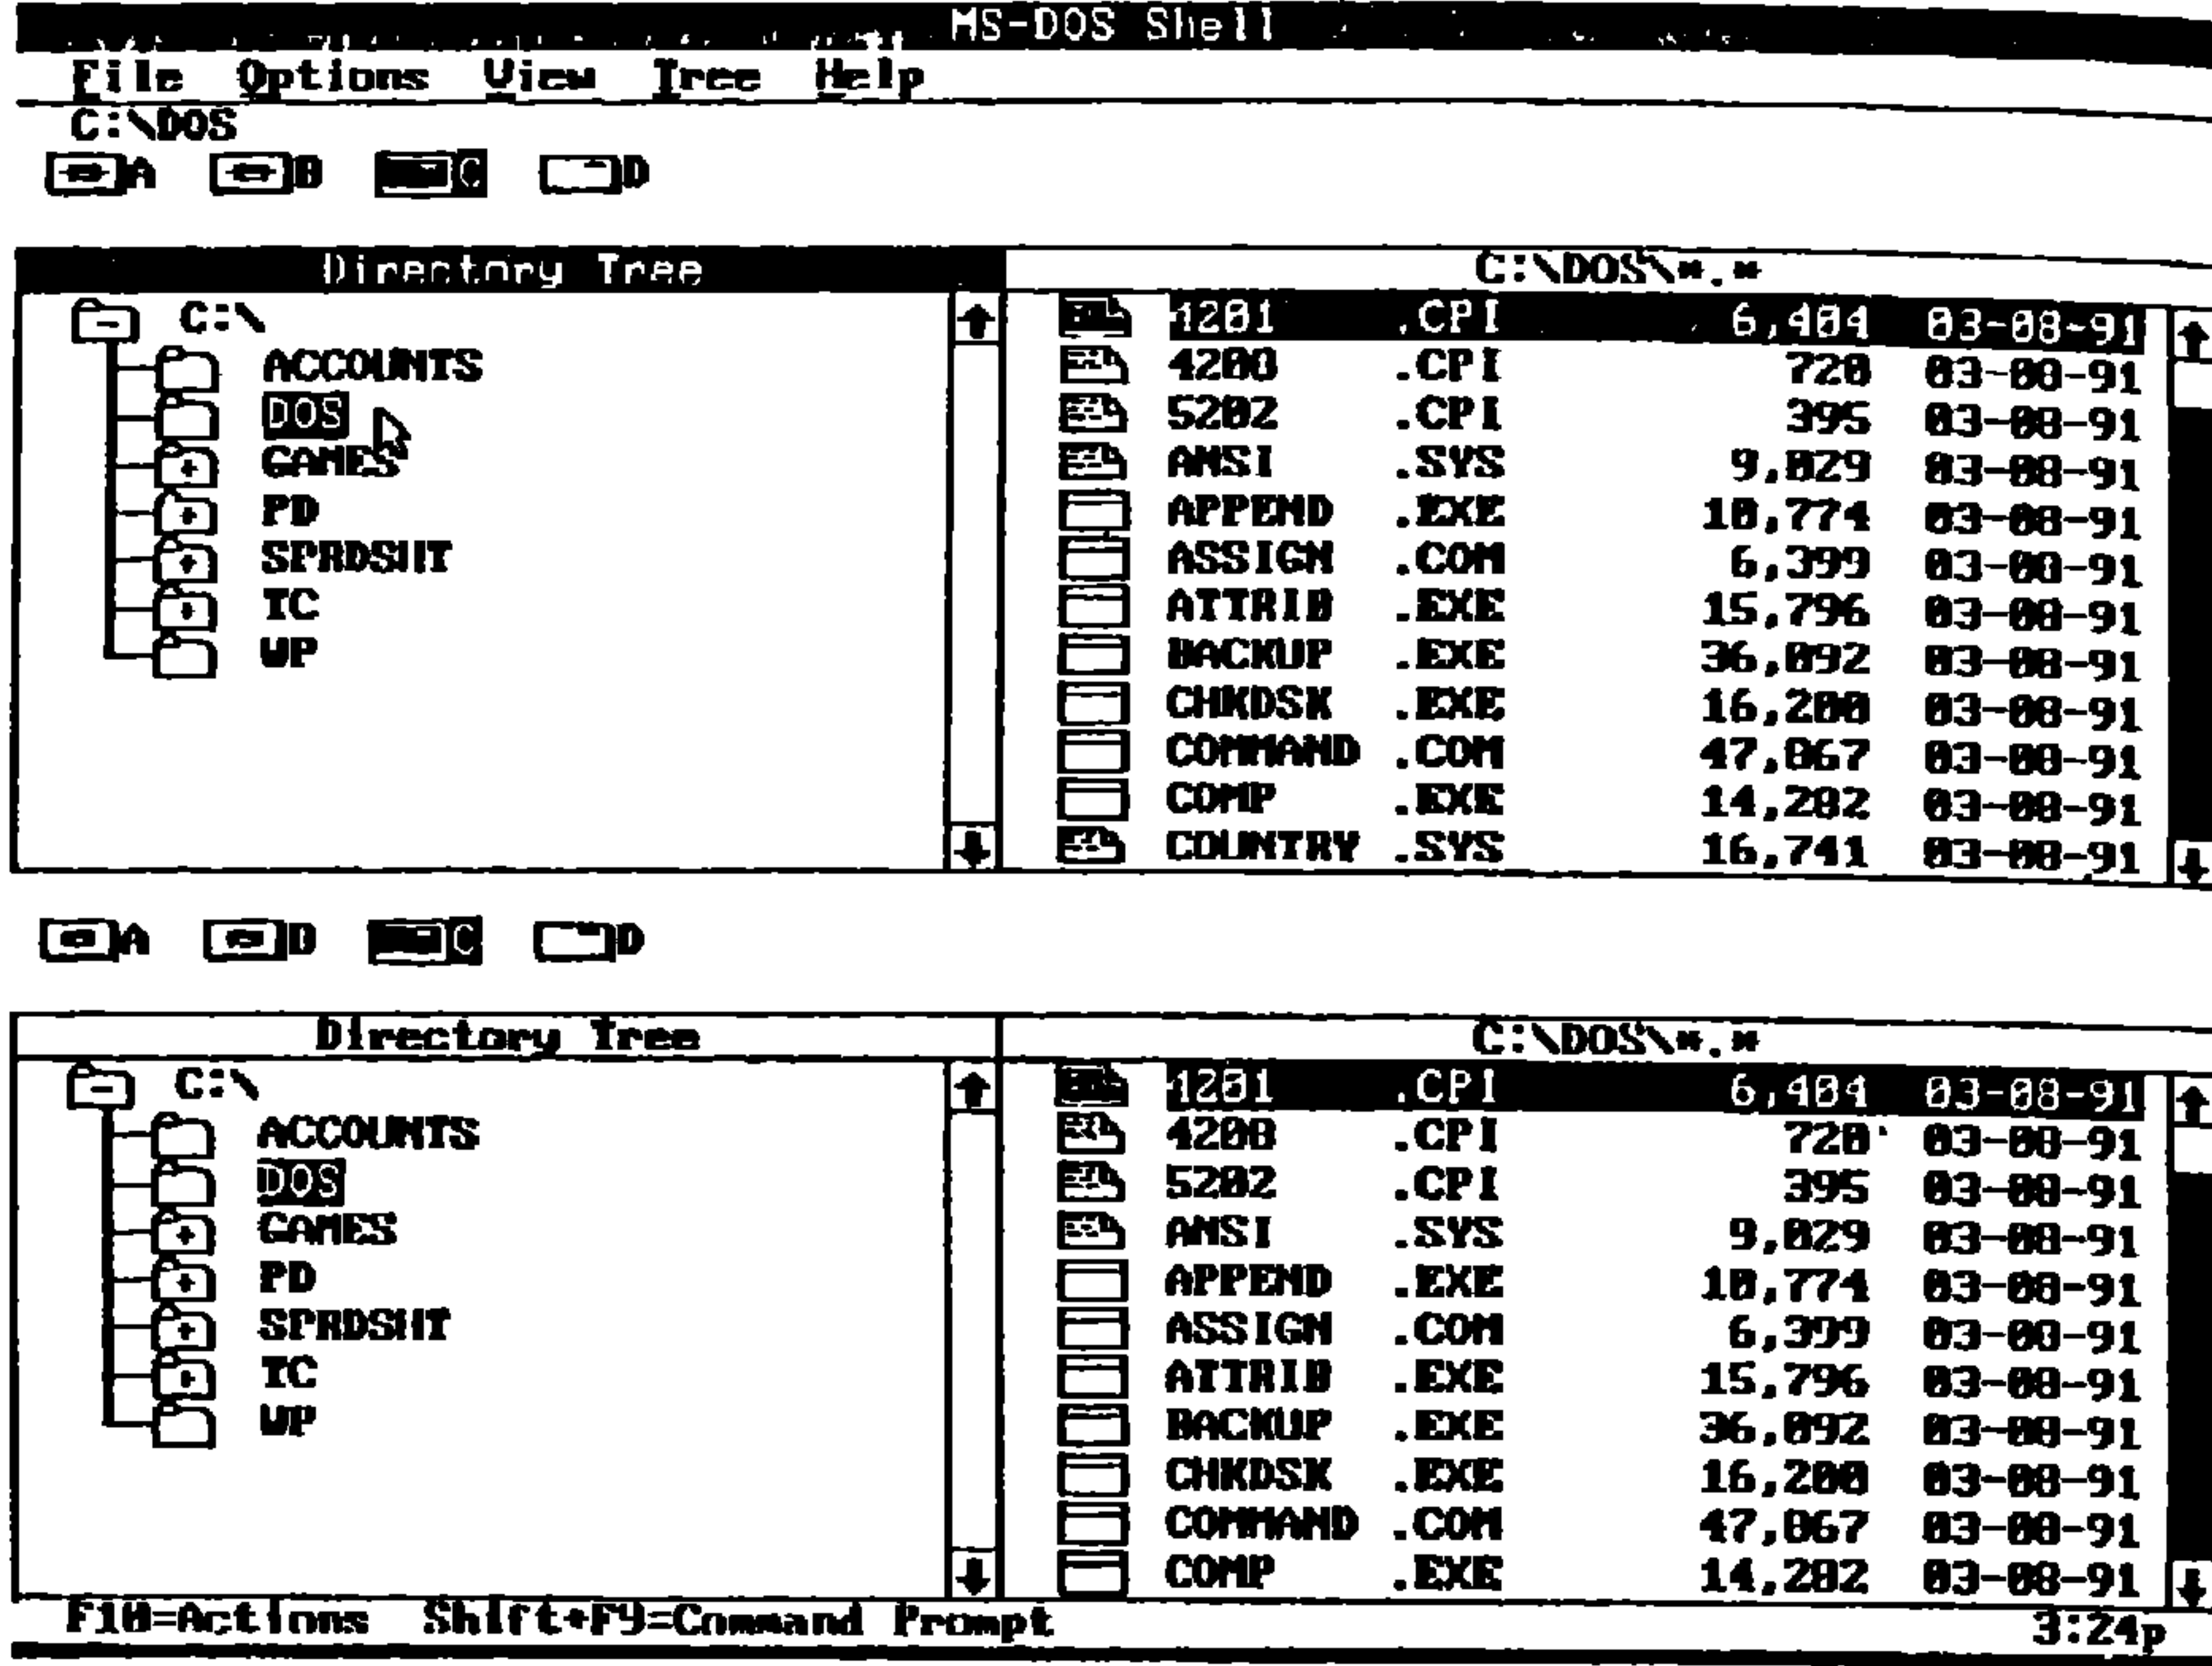 MS-DOS Shell
File Options View Tree Help
C:\DOS
A B C D
Directory Tree C:\DOS\*.*
C:\ 4201 .CPI 6,404 03-08-91
ACCOUNTS 4208 .CPI 720 03-08-91
DOS 5202 .CPI 395 03-08-91
GAMES ANSI .SYS 9,029 03-08-91
PD APPEND .EXE 10,774 03-08-91
SPRDSHT ASSIGN .COM 6,399 03-08-91
TC ATTRIB .EXE 15,796 03-08-91
WP BACKUP .EXE 36,092 03-08-91
CHKDSK .EXE 16,200 03-08-91
COMMAND .COM 47,867 03-08-91
COMP .EXE 14,282 03-08-91
COUNTRY .SYS 16,741 03-08-91
A B C D
Directory Tree C:\DOS\*.*
C:\ 4201 .CPI 6,404 03-08-91
ACCOUNTS 4208 .CPI 720 03-08-91
DOS 5202 .CPI 395 03-08-91
GAMES ANSI .SYS 9,029 03-08-91
PD APPEND .EXE 10,774 03-08-91
SPRDSHT ASSIGN .COM 6,399 03-08-91
TC ATTRIB .EXE 15,796 03-08-91
WP BACKUP .EXE 36,092 03-08-91
CHKDSK .EXE 16,200 03-08-91
COMMAND .COM 47,867 03-08-91
COMP .EXE 14,282 03-08-91
F10=Actions Shift+F9=Command Prompt 3:24p